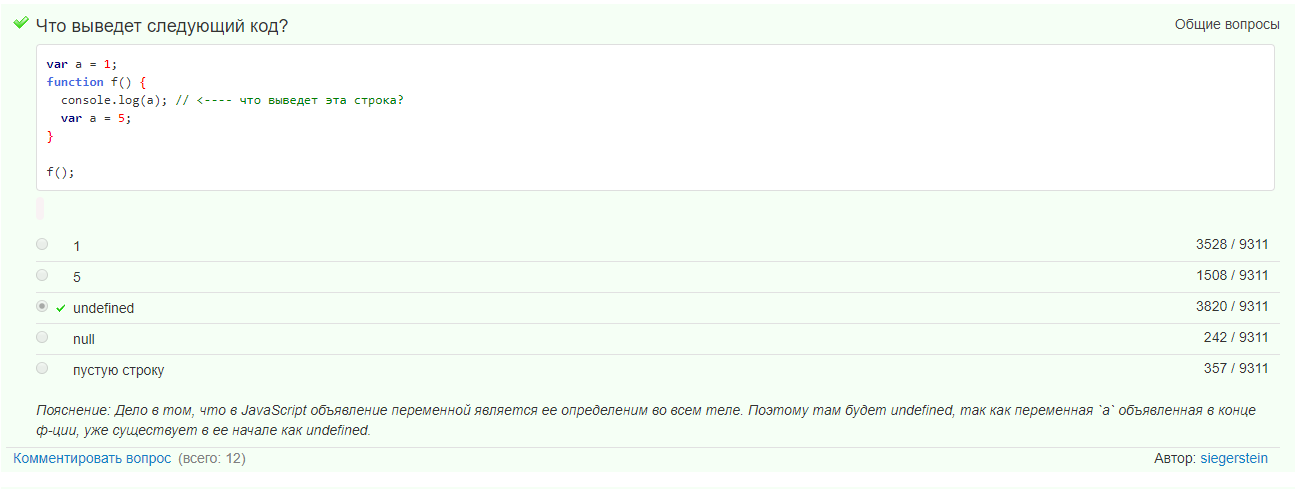 Что выведет следующий код?
Общие вопросы
var a = 1;
function f() {
  console.log(a); // <---- что выведет эта строка?
  var a = 5;
}
f();
1 3528 / 9311
5 1508 / 9311
undefined 3820 / 9311
null 242 / 9311
пустую строку 357 / 9311
Пояснение: Дело в том, что в JavaScript объявление переменной является ее определеним во всем теле. Поэтому там будет undefined, так как переменная `a` объявленная в конце
ф-ции, уже существует в ее начале как undefined.
Комментировать вопрос (всего: 12)
Автор: siegerstein